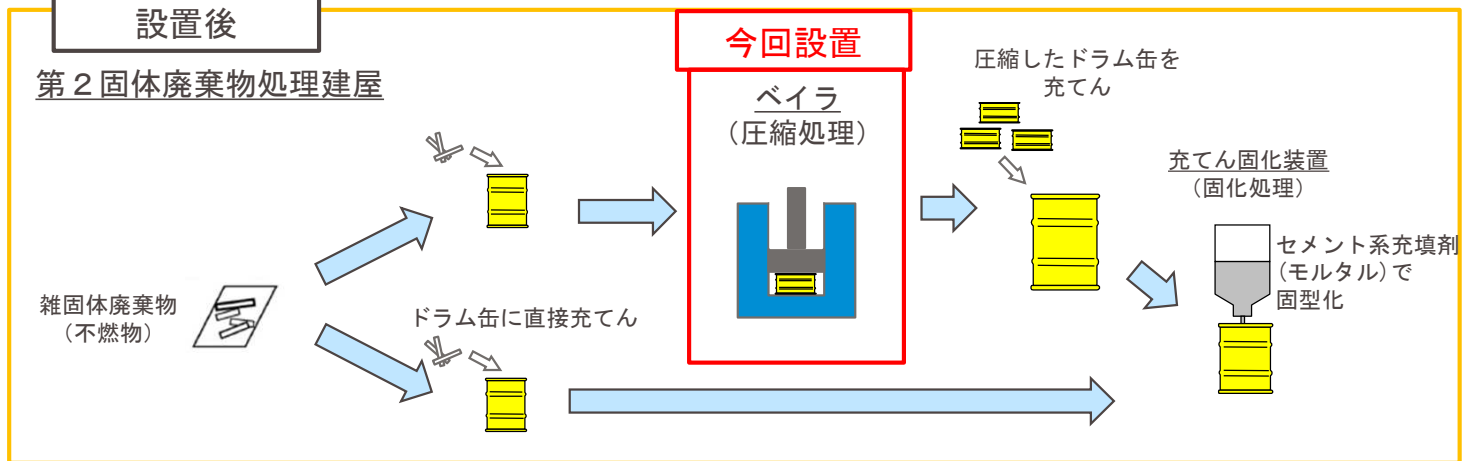 設置後
第２固体廃棄物処理建屋
今回設置
ベイラ
（圧縮処理）
圧縮したドラム缶を
充てん
充てん固化装置
（固化処理）
セメント系充填剤
(モルタル)で
固型化
雑固体廃棄物
（不燃物）
ドラム缶に直接充てん